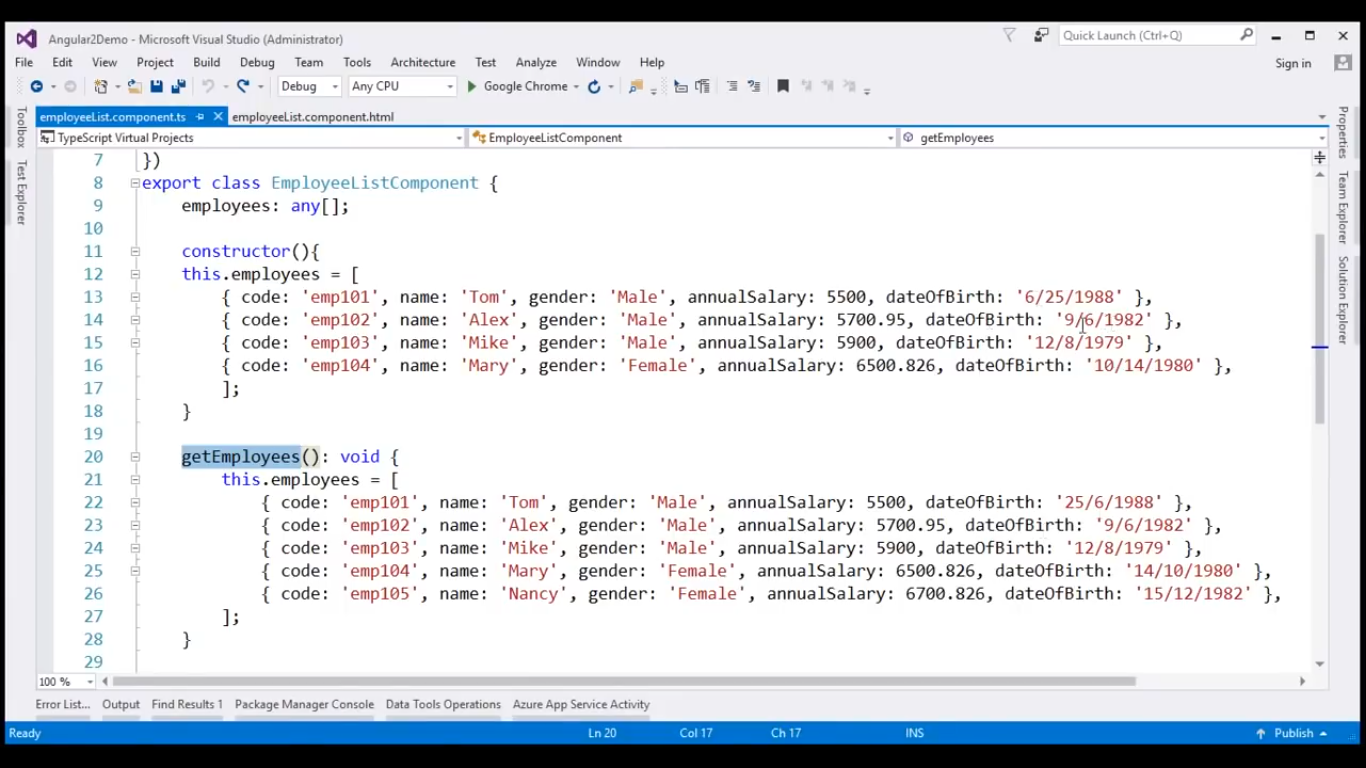 Angular2Demo - Microsoft Visual Studio (Administrator)
Quick Launch (Ctrl+Q)
File Edit View Project Build Debug Team Tools Architecture Test Analyze Window Help
Sign in
Debug Any CPU Google Chrome
employeeList.component.ts employeeList.component.html
TypeScript Virtual Projects EmployeeListComponent getEmployees
Toolbox
Test Explorer
Properties
Team Explorer
Solution Explorer
7 })
8 export class EmployeeListComponent {
9 employees: any[];
10
11 constructor(){
12 this.employees = [
13 { code: 'emp101', name: 'Tom', gender: 'Male', annualSalary: 5500, dateOfBirth: '6/25/1988' },
14 { code: 'emp102', name: 'Alex', gender: 'Male', annualSalary: 5700.95, dateOfBirth: '9/6/1982' },
15 { code: 'emp103', name: 'Mike', gender: 'Male', annualSalary: 5900, dateOfBirth: '12/8/1979' },
16 { code: 'emp104', name: 'Mary', gender: 'Female', annualSalary: 6500.826, dateOfBirth: '10/14/1980' },
17 ];
18 }
19
20 getEmployees(): void {
21 this.employees = [
22 { code: 'emp101', name: 'Tom', gender: 'Male', annualSalary: 5500, dateOfBirth: '25/6/1988' },
23 { code: 'emp102', name: 'Alex', gender: 'Male', annualSalary: 5700.95, dateOfBirth: '9/6/1982' },
24 { code: 'emp103', name: 'Mike', gender: 'Male', annualSalary: 5900, dateOfBirth: '12/8/1979' },
25 { code: 'emp104', name: 'Mary', gender: 'Female', annualSalary: 6500.826, dateOfBirth: '14/10/1980' },
26 { code: 'emp105', name: 'Nancy', gender: 'Female', annualSalary: 6700.826, dateOfBirth: '15/12/1982' },
27 ];
28 }
29
100 %
Error List... Output Find Results 1 Package Manager Console Data Tools Operations Azure App Service Activity
Ready Ln 20 Col 17 Ch 17 INS Publish